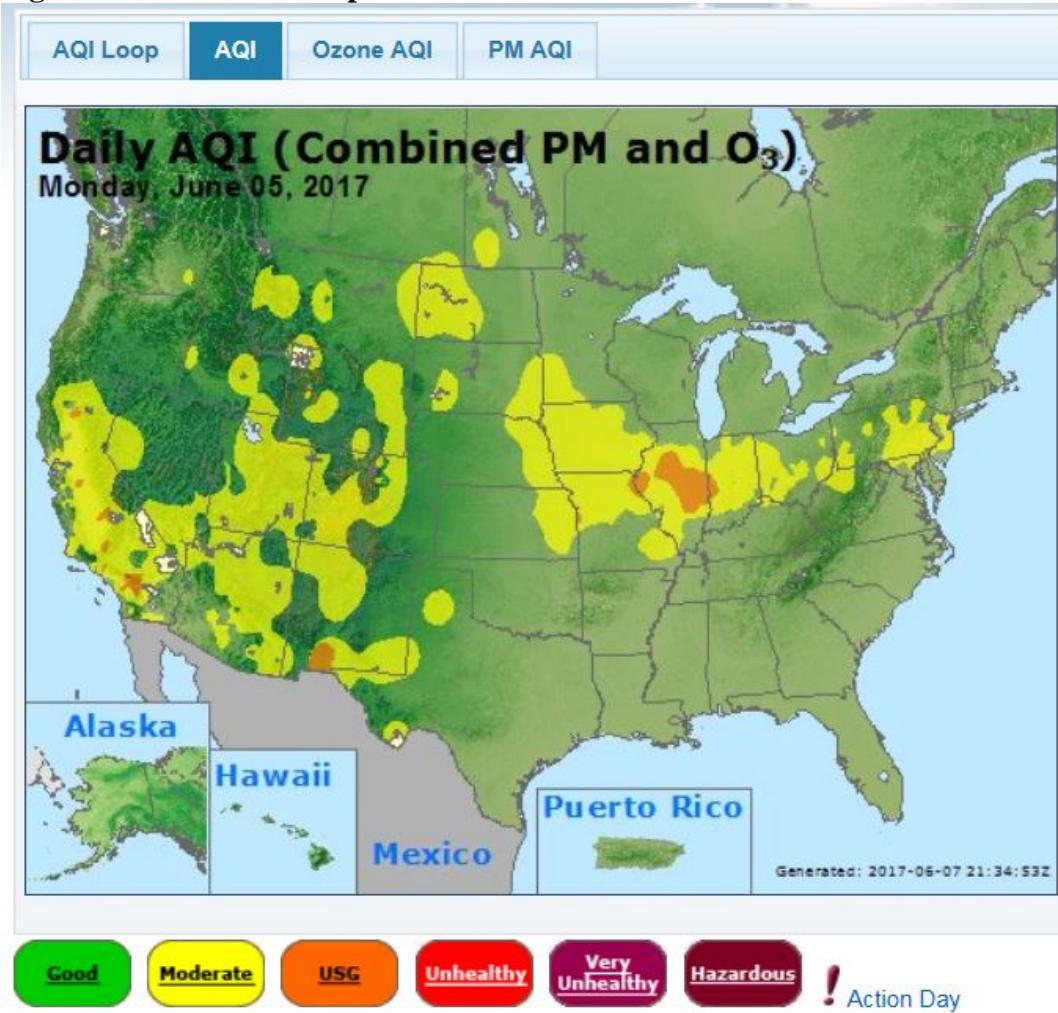 AQI Loop AQI Ozone AQI PM AQI
Daily AQI (Combined PM and O₃)
Monday, June 05, 2017
Alaska
Hawaii
Mexico
Puerto Rico
Generated: 2017-06-07 21:34:53Z
Good Moderate USG Unhealthy Very Unhealthy Hazardous ! Action Day